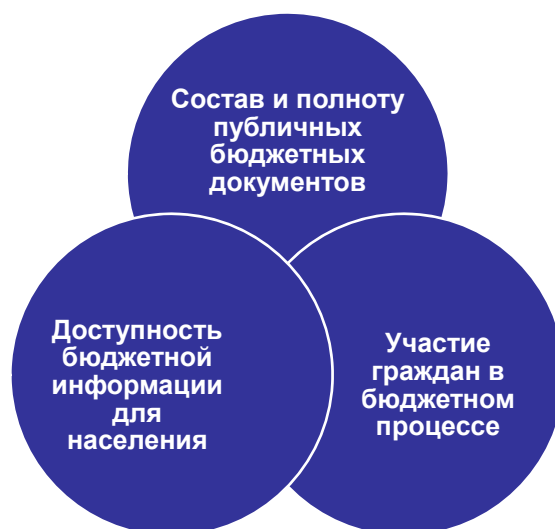 Состав и полноту
публичных
бюджетных
документов
Доступность
бюджетной
информации
для
населения
Участие
граждан в
бюджетном
процессе